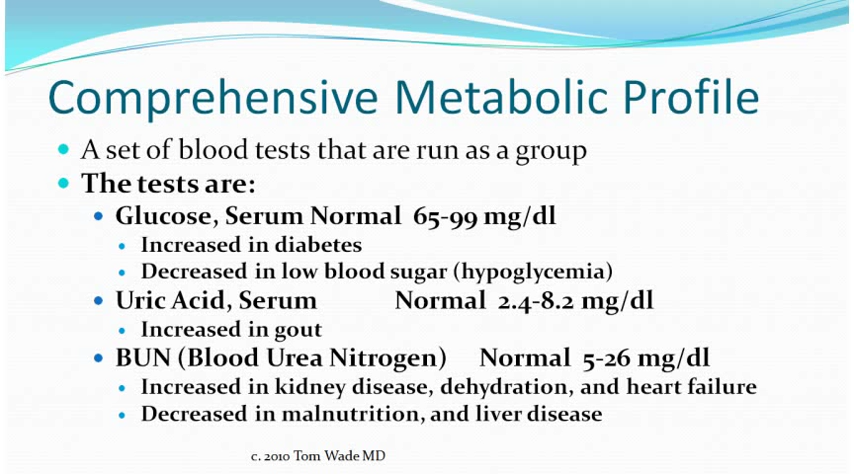 Comprehensive Metabolic Profile
A set of blood tests that are run as a group
The tests are:
Glucose, Serum Normal 65-99 mg/dl
Increased in diabetes
Decreased in low blood sugar (hypoglycemia)
Uric Acid, Serum Normal 2.4-8.2 mg/dl
Increased in gout
BUN (Blood Urea Nitrogen) Normal 5-26 mg/dl
Increased in kidney disease, dehydration, and heart failure
Decreased in malnutrition, and liver disease
c. 2010 Tom Wade MD